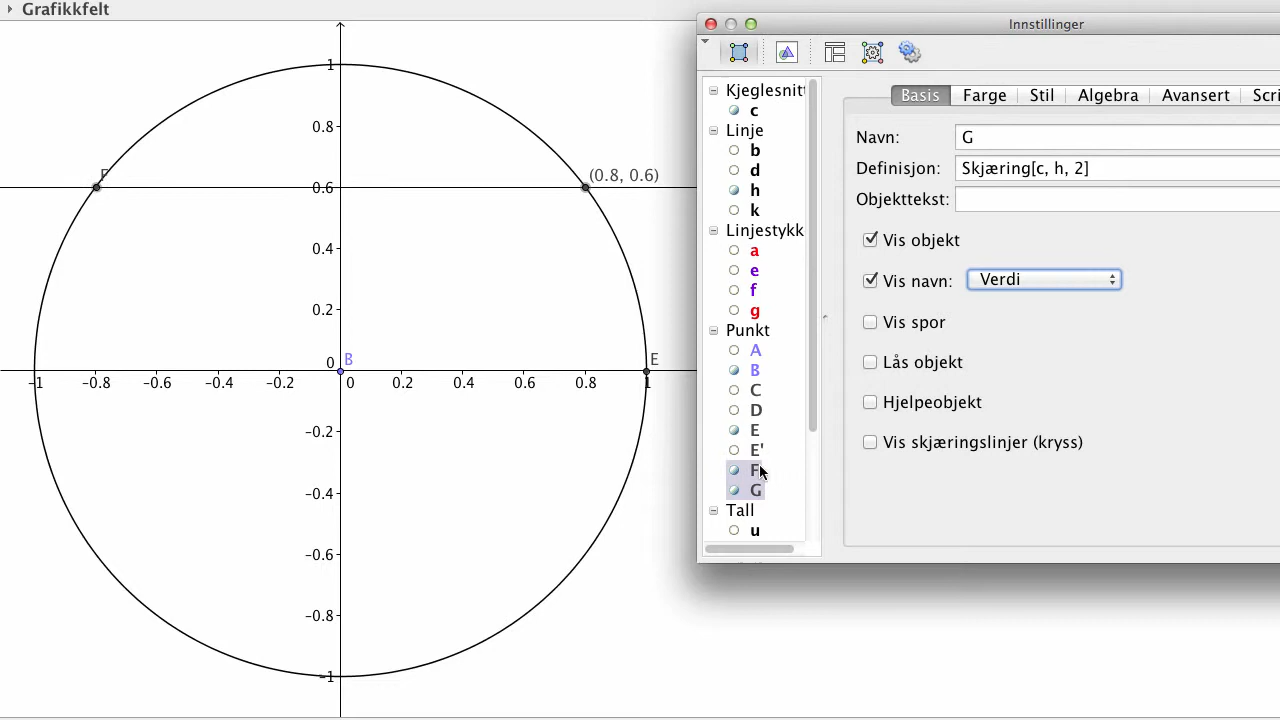 Grafikkfelt
1
0.8
F
(0.8, 0.6)
0.6
0.4
0.2
0
B
E
-1
-0.8
-0.6
-0.4
-0.2
0
0.2
0.4
0.6
0.8
1
-0.2
-0.4
-0.6
-0.8
-1
Innstillinger
Kjeglesnitt
c
Linje
b
d
h
k
Linjestykk
a
e
f
g
Punkt
A
B
C
D
E
E'
F
G
Tall
u
Basis Farge Stil Algebra Avansert Scri
Navn: G
Definisjon: Skjæring[c, h, 2]
Objekttekst:
Vis objekt
Vis navn: Verdi
Vis spor
Lås objekt
Hjelpeobjekt
Vis skjæringslinjer (kryss)